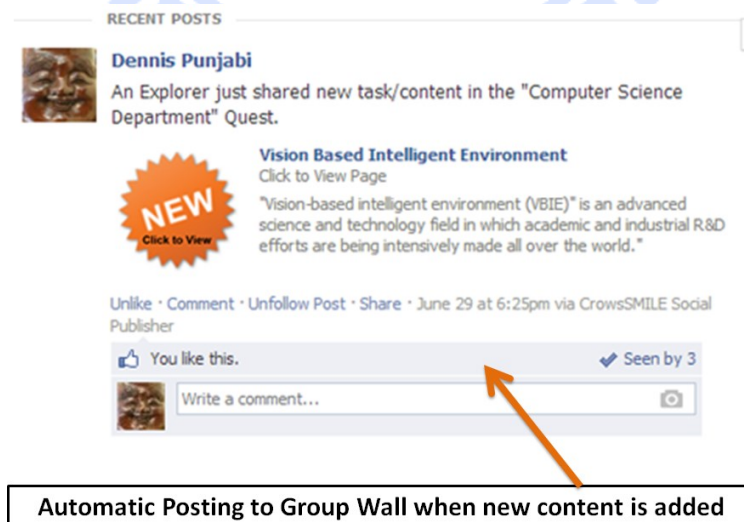 RECENT POSTS
Dennis Punjabi
An Explorer just shared new task/content in the "Computer Science
Department" Quest.
NEW
Click to View
Vision Based Intelligent Environment
Click to View Page
"Vision-based intelligent environment (VBIE)" is an advanced
science and technology field in which academic and industrial R&D
efforts are being intensively made all over the world."
Unlike · Comment · Unfollow Post · Share · June 29 at 6:25pm via CrowsSMILE Social
Publisher
You like this.
Seen by 3
Write a comment...
Automatic Posting to Group Wall when new content is added